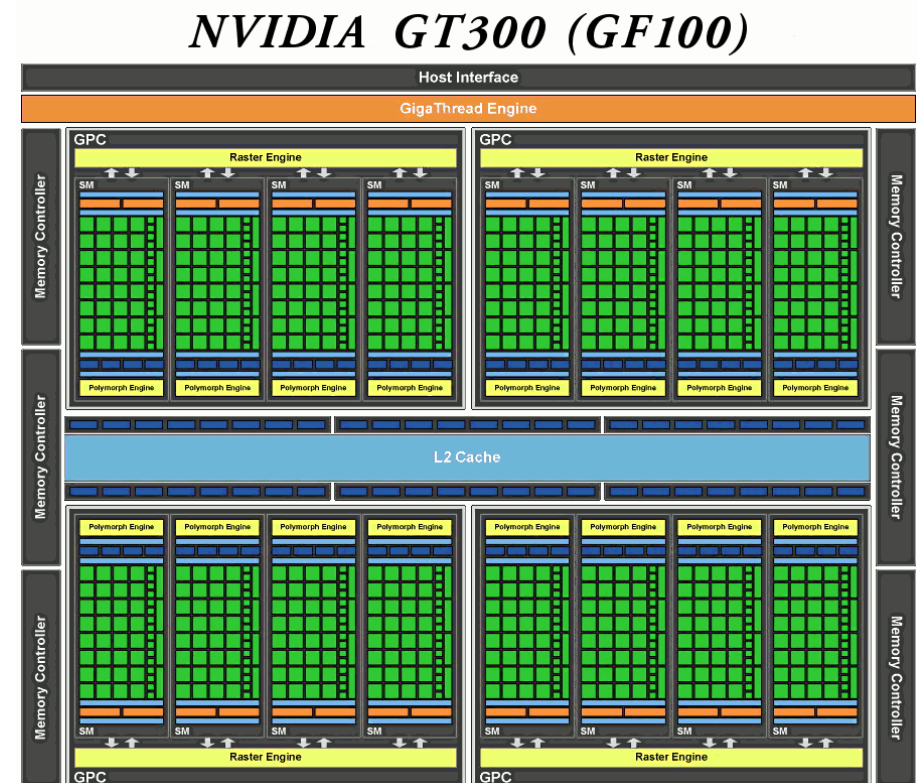 NVIDIA GT300 (GF100)
Host Interface
GigaThread Engine
Memory Controller
Memory Controller
Memory Controller
GPC
Raster Engine
SM SM SM SM
Polymorph Engine Polymorph Engine Polymorph Engine Polymorph Engine
GPC
Raster Engine
SM SM SM SM
Polymorph Engine Polymorph Engine Polymorph Engine Polymorph Engine
L2 Cache
Polymorph Engine Polymorph Engine Polymorph Engine Polymorph Engine
SM SM SM SM
Raster Engine
GPC
Polymorph Engine Polymorph Engine Polymorph Engine Polymorph Engine
SM SM SM SM
Raster Engine
GPC
Memory Controller
Memory Controller
Memory Controller